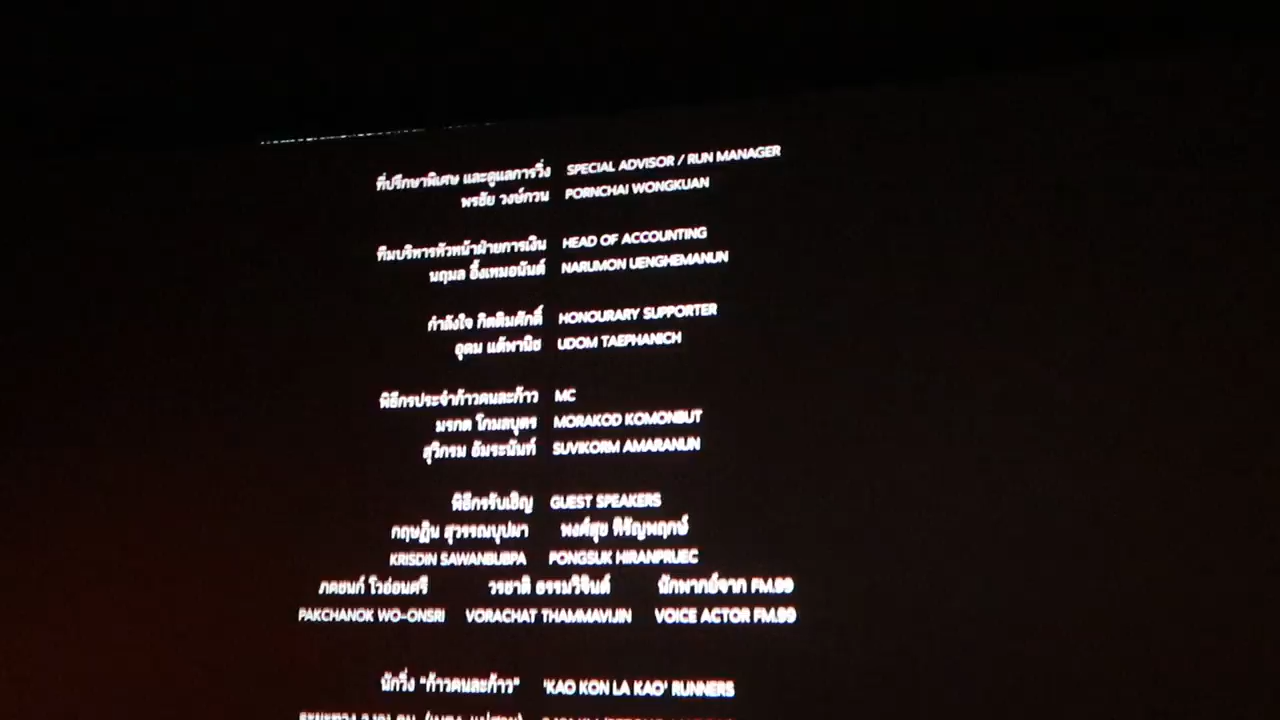 ที่ปรึกษาพิเศษ และดูแลการวิ่ง SPECIAL ADVISOR / RUN MANAGER
พรชัย วงษ์กวน PORNCHAI WONGKUAN
ทีมบริหารหัวหน้าฝ่ายการเงิน HEAD OF ACCOUNTING
นฤมล อึ้งเหมอนันต์ NARUMON UENGHEMANUN
กำลังใจ กิตติมศักดิ์ HONOURARY SUPPORTER
อุดม แต้พานิช UDOM TAEPHANICH
พิธีกรประจำก้าวคนละก้าว MC
มรกต โกมลบุตร MORAKOD KOMONBUT
สุวิกรม อัมระนันท์ SUVIKORM AMARANUN
พิธีกรรับเชิญ GUEST SPEAKERS
กฤษฏิน สุวรรณบุปผา พงศ์สุข หิรัญพฤกษ์
KRISDIN SAWANBUBPA PONGSUK HIRANPRUEC
ภคชนก์ โวอ่อนศรี วรชาติ ธรรมวิจินต์ นักพากย์จาก FM.99
PAKCHANOK WO-ONSRI VORACHAT THAMMAVIJIN VOICE ACTOR FM.99
นักวิ่ง "ก้าวคนละก้าว" 'KAO KON LA KAO' RUNNERS